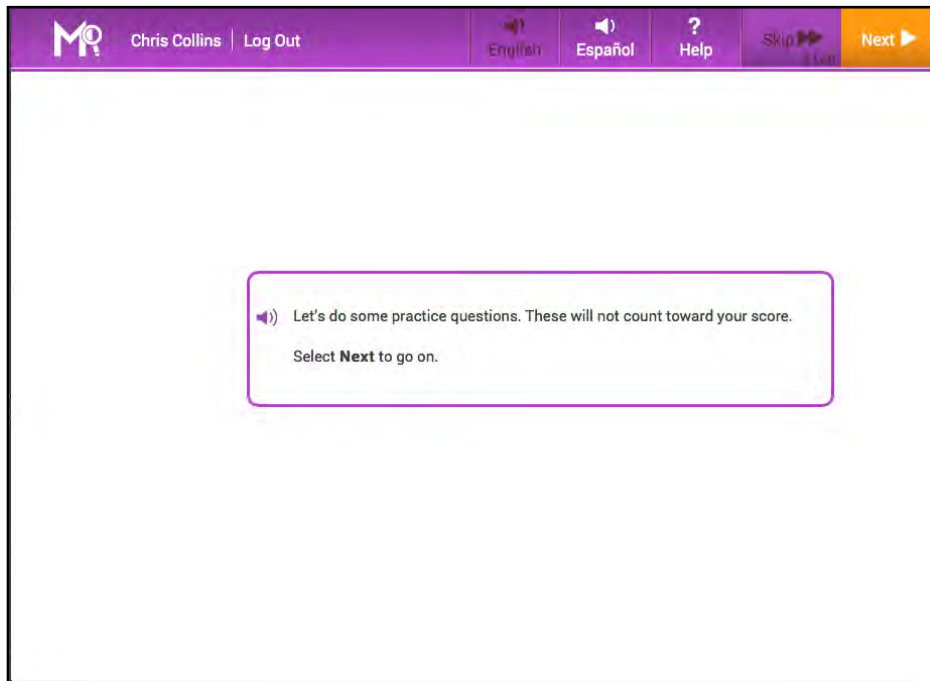 MR
Chris Collins | Log Out
English
Español
?
Help
Skip
Next
Let's do some practice questions. These will not count toward your score.
Select Next to go on.